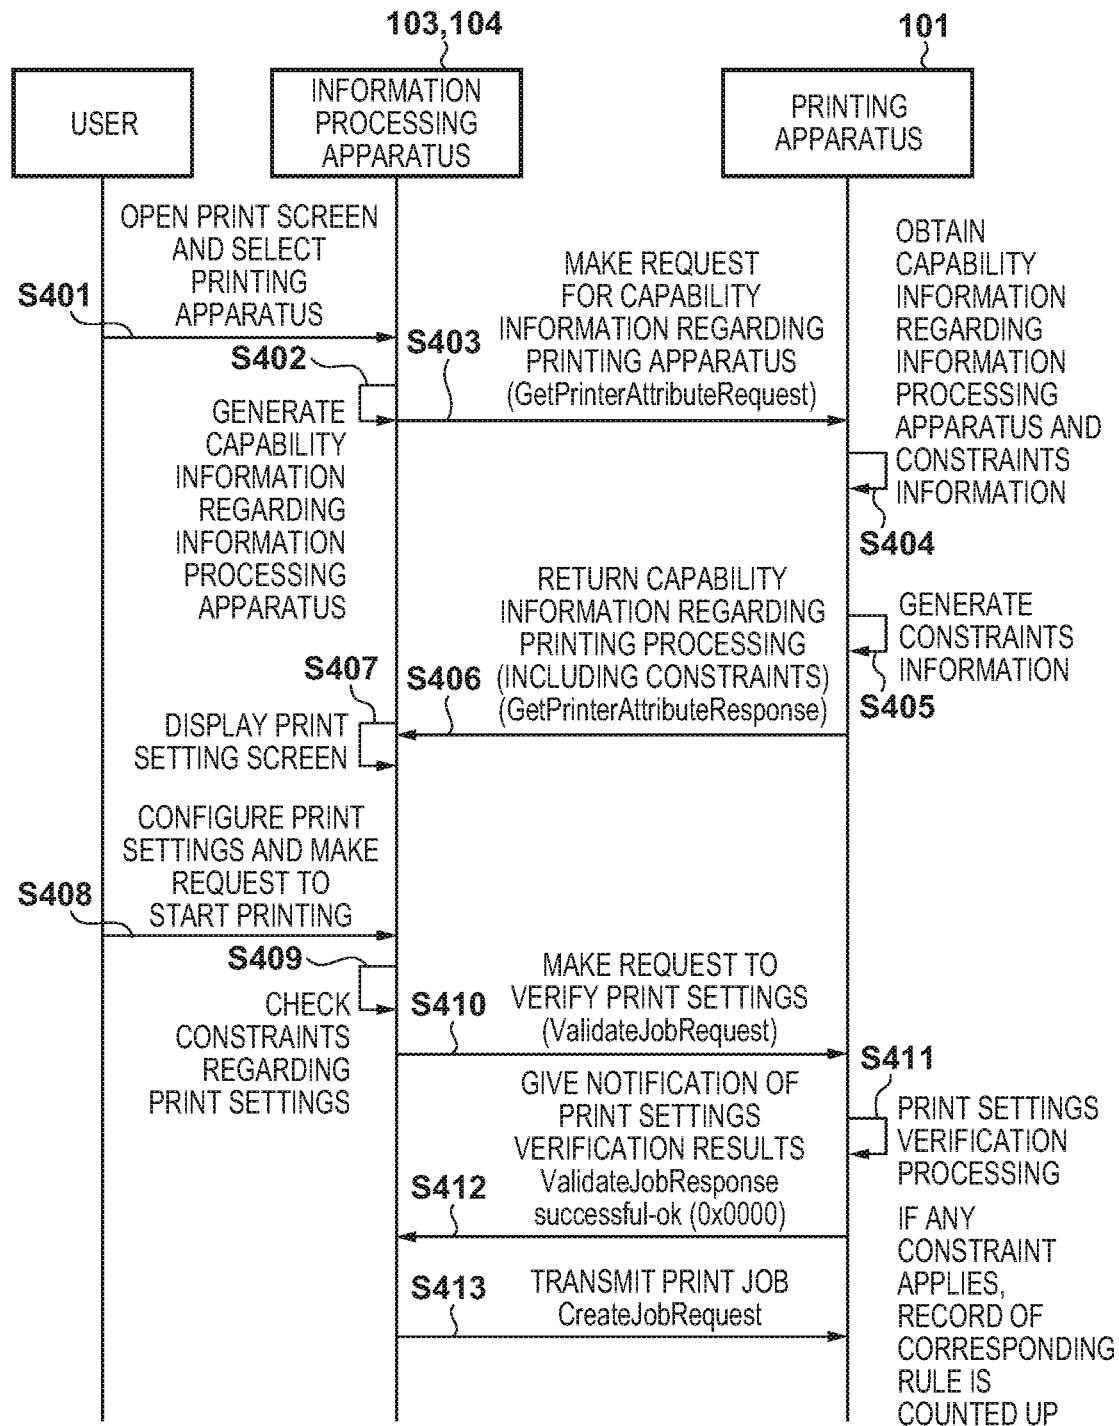 103,104
101
USER
INFORMATION
PROCESSING
APPARATUS
PRINTING
APPARATUS
OPEN PRINT SCREEN
AND SELECT
PRINTING
APPARATUS
S401
S402
GENERATE
CAPABILITY
INFORMATION
REGARDING
INFORMATION
PROCESSING
APPARATUS
S403
MAKE REQUEST
FOR CAPABILITY
INFORMATION REGARDING
PRINTING APPARATUS
(GetPrinterAttributeRequest)
OBTAIN
CAPABILITY
INFORMATION
REGARDING
INFORMATION
PROCESSING
APPARATUS AND
CONSTRAINTS
INFORMATION
S404
GENERATE
CONSTRAINTS
INFORMATION
S405
RETURN CAPABILITY
INFORMATION REGARDING
PRINTING PROCESSING
(INCLUDING CONSTRAINTS)
(GetPrinterAttributeResponse)
S406
S407
DISPLAY PRINT
SETTING SCREEN
CONFIGURE PRINT
SETTINGS AND MAKE
REQUEST TO
START PRINTING
S408
S409
CHECK
CONSTRAINTS
REGARDING
PRINT SETTINGS
S410
MAKE REQUEST TO
VERIFY PRINT SETTINGS
(ValidateJobRequest)
S411
PRINT SETTINGS
VERIFICATION
PROCESSING
GIVE NOTIFICATION OF
PRINT SETTINGS
VERIFICATION RESULTS
ValidateJobResponse
successful-ok (0x0000)
S412
IF ANY
CONSTRAINT
APPLIES,
RECORD OF
CORRESPONDING
RULE IS
COUNTED UP
S413
TRANSMIT PRINT JOB
CreateJobRequest